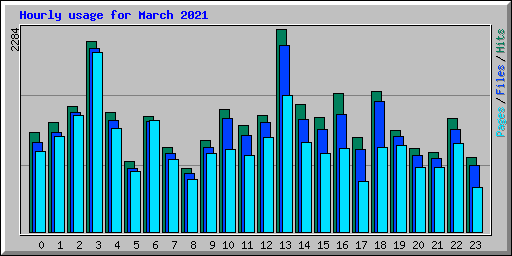 Hourly usage for March 2021
2284
Pages/Files/Hits
0 1 2 3 4 5 6 7 8 9 10 11 12 13 14 15 16 17 18 19 20 21 22 23